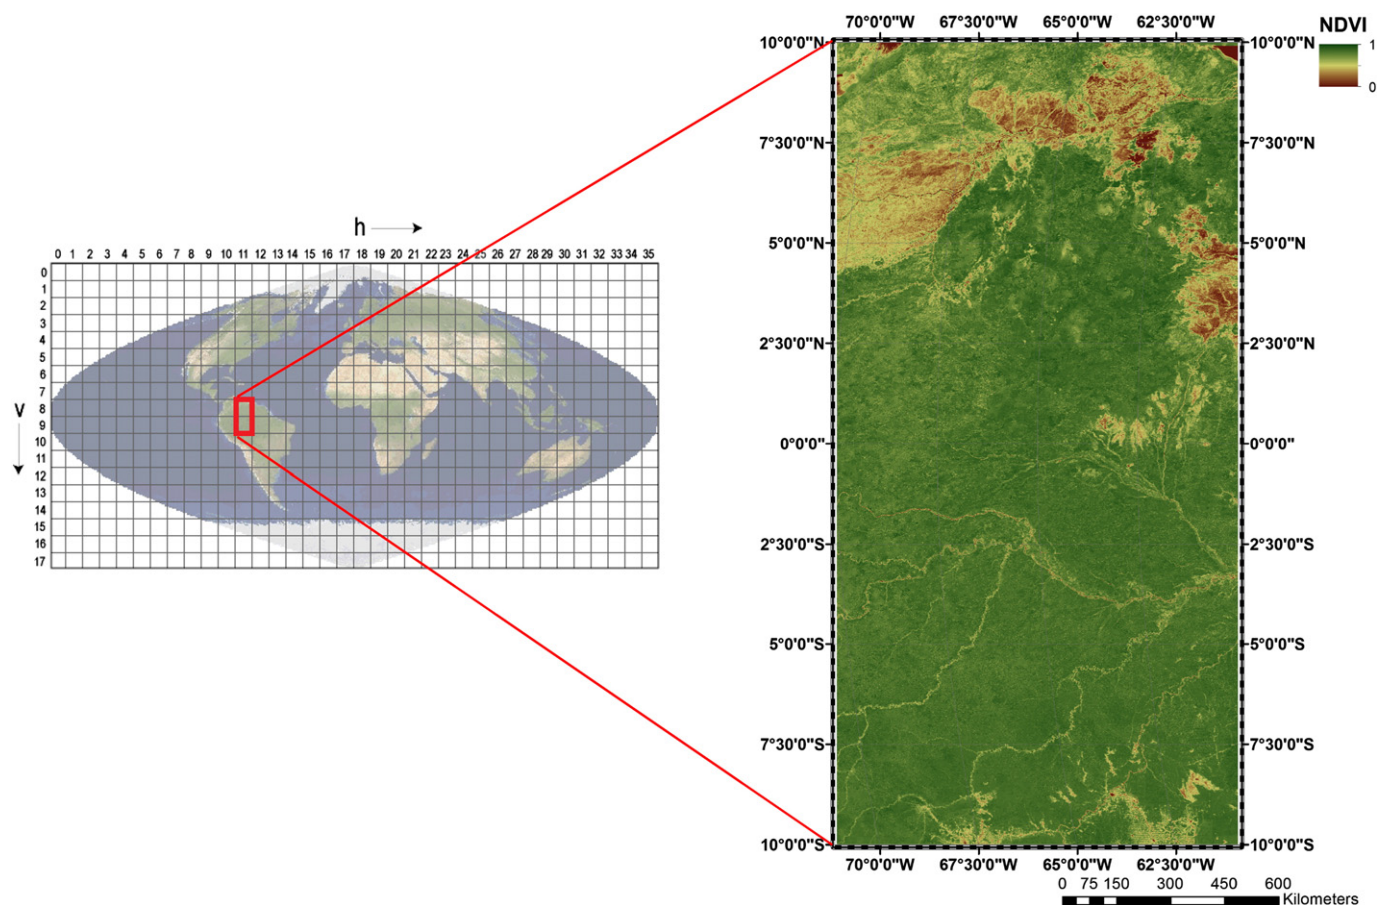 70°0'0"W 67°30'0"W 65°0'0"W 62°30'0"W
NDVI
1
0
10°0'0"N
10°0'0"N
7°30'0"N
7°30'0"N
5°0'0"N
5°0'0"N
2°30'0"N
2°30'0"N
0°0'0"
0°0'0"
2°30'0"S
2°30'0"S
5°0'0"S
5°0'0"S
7°30'0"S
7°30'0"S
10°0'0"S
10°0'0"S
70°0'0"W 67°30'0"W 65°0'0"W 62°30'0"W
0 75 150 300 450 600
Kilometers
h
0 1 2 3 4 5 6 7 8 9 10 11 12 13 14 15 16 17 18 19 20 21 22 23 24 25 26 27 28 29 30 31 32 33 34 35
v
0
1
2
3
4
5
6
7
8
9
10
11
12
13
14
15
16
17